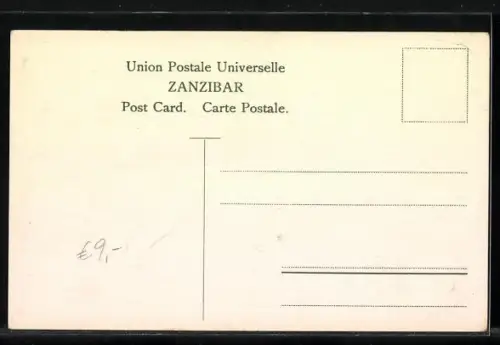 Union Postale Universelle
ZANZIBAR
Post Card. Carte Postale.
€9,-